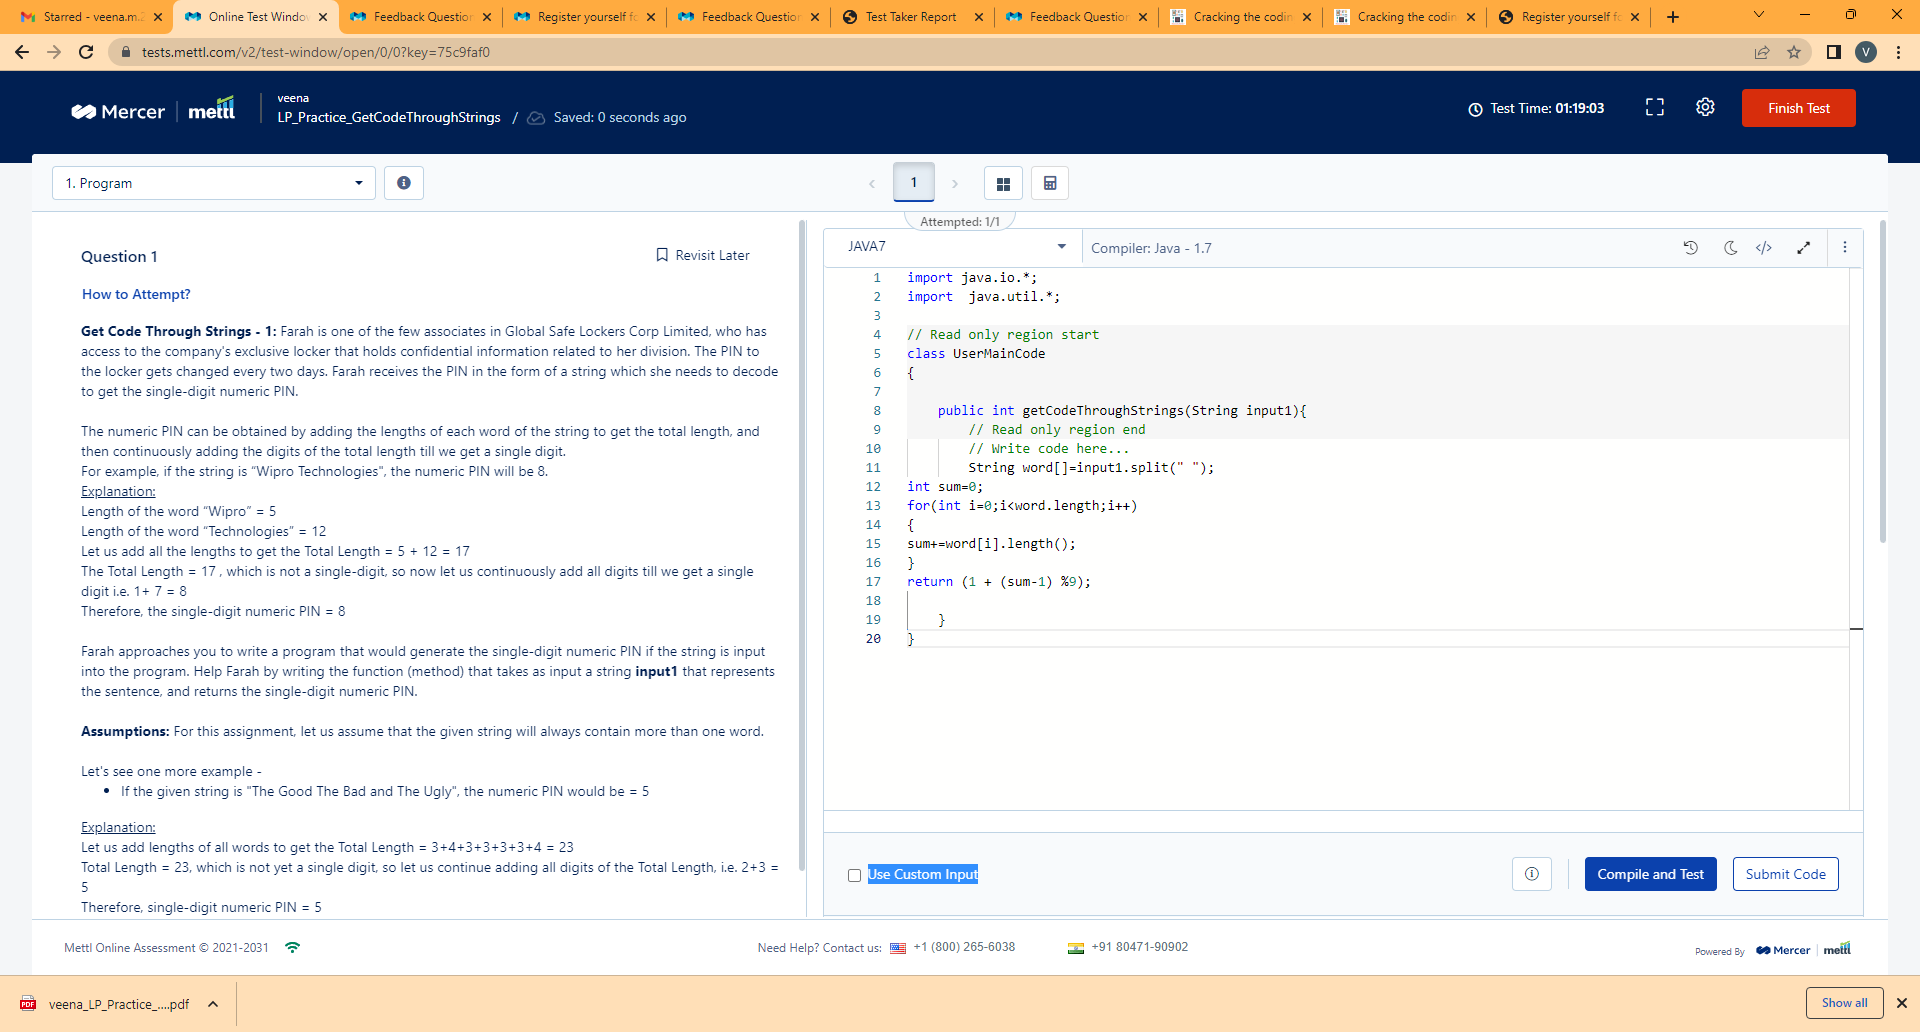 Starred - veena.m.2
Online Test Windo
Feedback Question
Register yourself fo
Feedback Question
Test Taker Report
Feedback Question
Cracking the codin
Cracking the codin
Register yourself fo
tests.mettl.com/v2/test-window/open/0/0?key=75c9faf0
V
Mercer | mettl
veena
LP_Practice_GetCodeThroughStrings / Saved: 0 seconds ago
Test Time: 01:19:03
Finish Test
1. Program
1
Attempted: 1/1
Question 1
Revisit Later
How to Attempt?
Get Code Through Strings - 1: Farah is one of the few associates in Global Safe Lockers Corp Limited, who has
access to the company's exclusive locker that holds confidential information related to her division. The PIN to
the locker gets changed every two days. Farah receives the PIN in the form of a string which she needs to decode
to get the single-digit numeric PIN.
The numeric PIN can be obtained by adding the lengths of each word of the string to get the total length, and
then continuously adding the digits of the total length till we get a single digit.
For example, if the string is “Wipro Technologies", the numeric PIN will be 8.
Explanation:
Length of the word “Wipro” = 5
Length of the word “Technologies” = 12
Let us add all the lengths to get the Total Length = 5 + 12 = 17
The Total Length = 17 , which is not a single-digit, so now let us continuously add all digits till we get a single
digit i.e. 1+ 7 = 8
Therefore, the single-digit numeric PIN = 8
Farah approaches you to write a program that would generate the single-digit numeric PIN if the string is input
into the program. Help Farah by writing the function (method) that takes as input a string input1 that represents
the sentence, and returns the single-digit numeric PIN.
Assumptions: For this assignment, let us assume that the given string will always contain more than one word.
Let's see one more example -
• If the given string is "The Good The Bad and The Ugly", the numeric PIN would be = 5
Explanation:
Let us add lengths of all words to get the Total Length = 3+4+3+3+3+3+4 = 23
Total Length = 23, which is not yet a single digit, so let us continue adding all digits of the Total Length, i.e. 2+3 =
5
Therefore, single-digit numeric PIN = 5
JAVA7
Compiler: Java - 1.7
1 import java.io.*;
2 import  java.util.*;
3
4 // Read only region start
5 class UserMainCode
6 {
7
8     public int getCodeThroughStrings(String input1){
9         // Read only region end
10         // Write code here...
11         String word[]=input1.split(" ");
12 int sum=0;
13 for(int i=0;i<word.length;i++)
14 {
15 sum+=word[i].length();
16 }
17 return (1 + (sum-1) %9);
18
19     }
20 }
Use Custom Input
Compile and Test
Submit Code
Mettl Online Assessment © 2021-2031
Need Help? Contact us: +1 (800) 265-6038
+91 80471-90902
Powered By Mercer | mettl
PDF veena_LP_Practice_....pdf
Show all